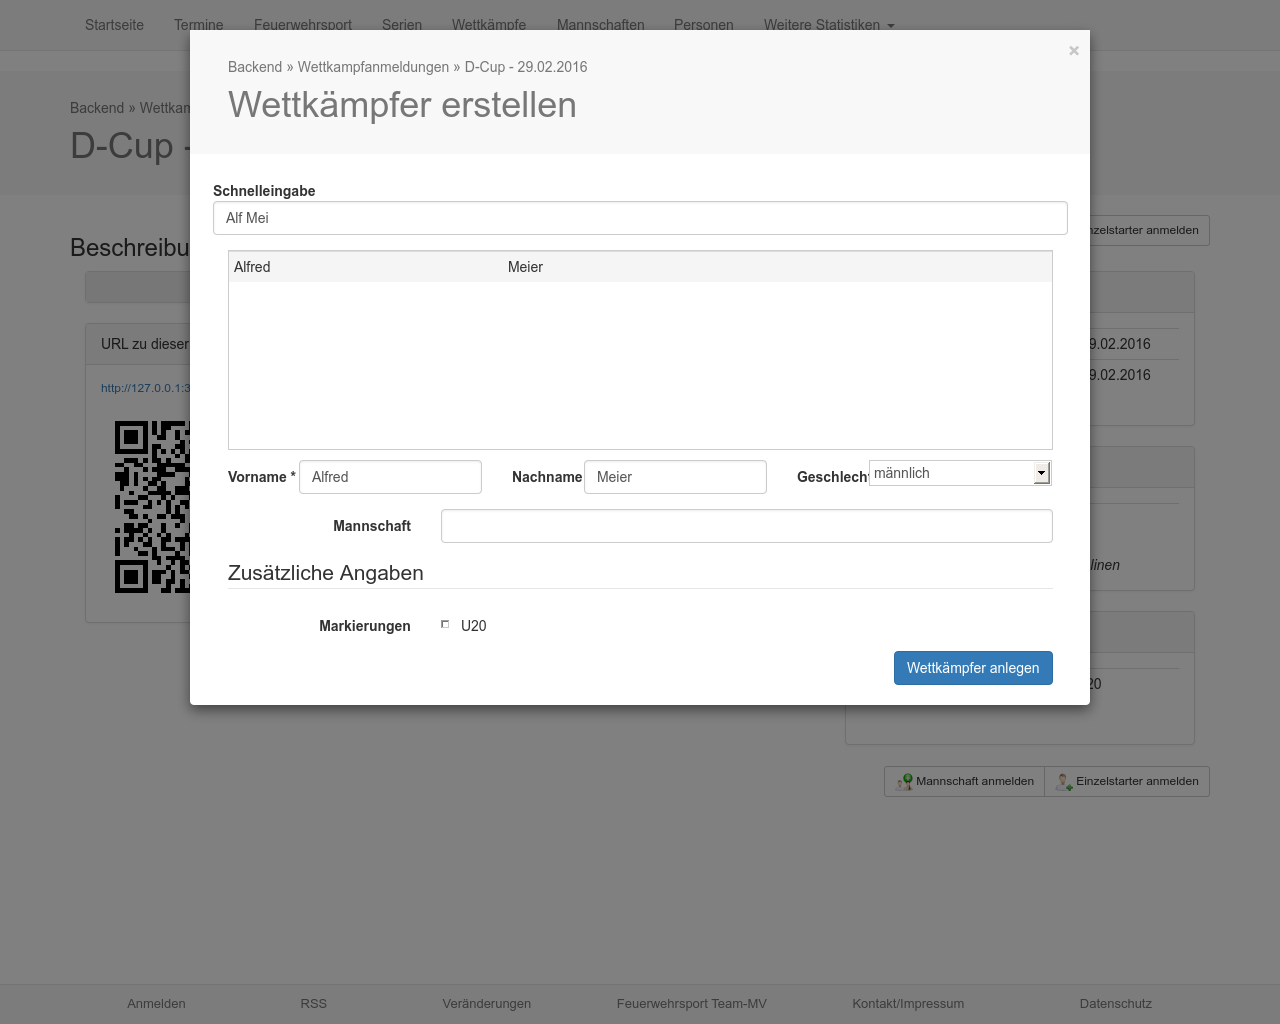 Startseite Termine Feuerwehrsport Serien Wettkämpfe Mannschaften Personen Weitere Statistiken
×
Backend » Wettkampfanmeldungen » D-Cup - 29.02.2016
Wettkämpfer erstellen
Backend » Wettkam
D-Cup -
Schnelleingabe
Alf Mei
nzelstarter anmelden
Beschreibu
Alfred Meier
URL zu dieser
9.02.2016
9.02.2016
http://127.0.0.1:3
Vorname * Alfred Nachname Meier Geschlecht männlich
Mannschaft
linen
Zusätzliche Angaben
Markierungen U20
Wettkämpfer anlegen
20
Mannschaft anmelden Einzelstarter anmelden
Anmelden RSS Veränderungen Feuerwehrsport Team-MV Kontakt/Impressum Datenschutz